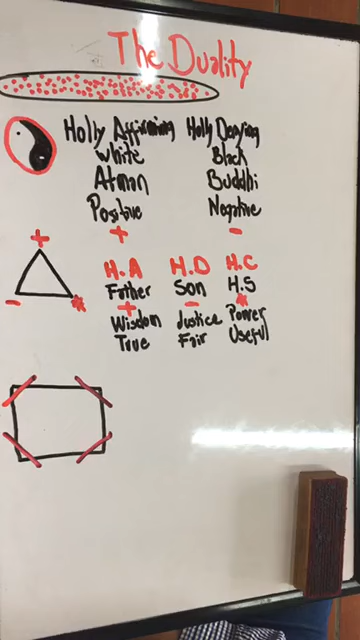 The Duality
Holly Affirming Holly Denying
White Black
Atman Buddhi
Positive Negative
+ -
+
H.A H.D H.C
Father Son H.S
- * + - *
Wisdom Justice Power
True Fair Useful